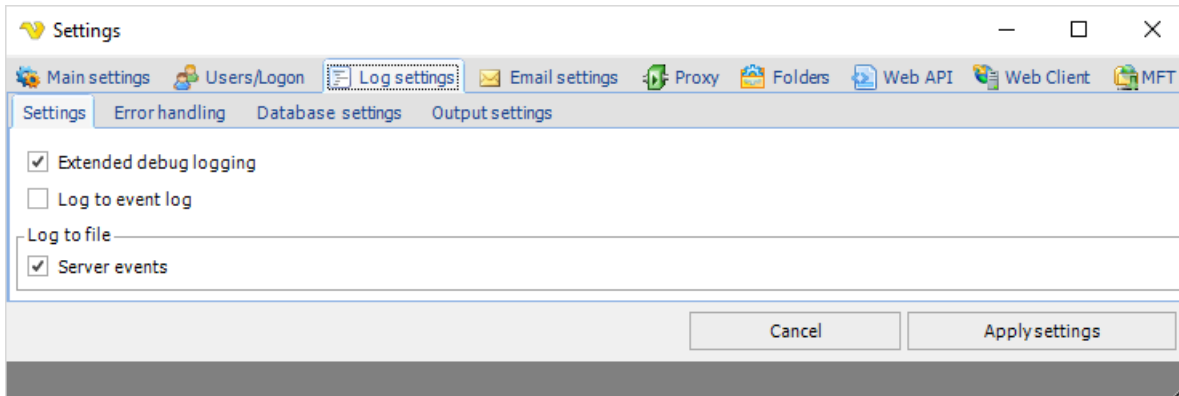 Settings
Main settings Users/Logon Log settings Email settings Proxy Folders Web API Web Client MFT
Settings Error handling Database settings Output settings
Extended debug logging
Log to event log
Log to file
Server events
Cancel Apply settings